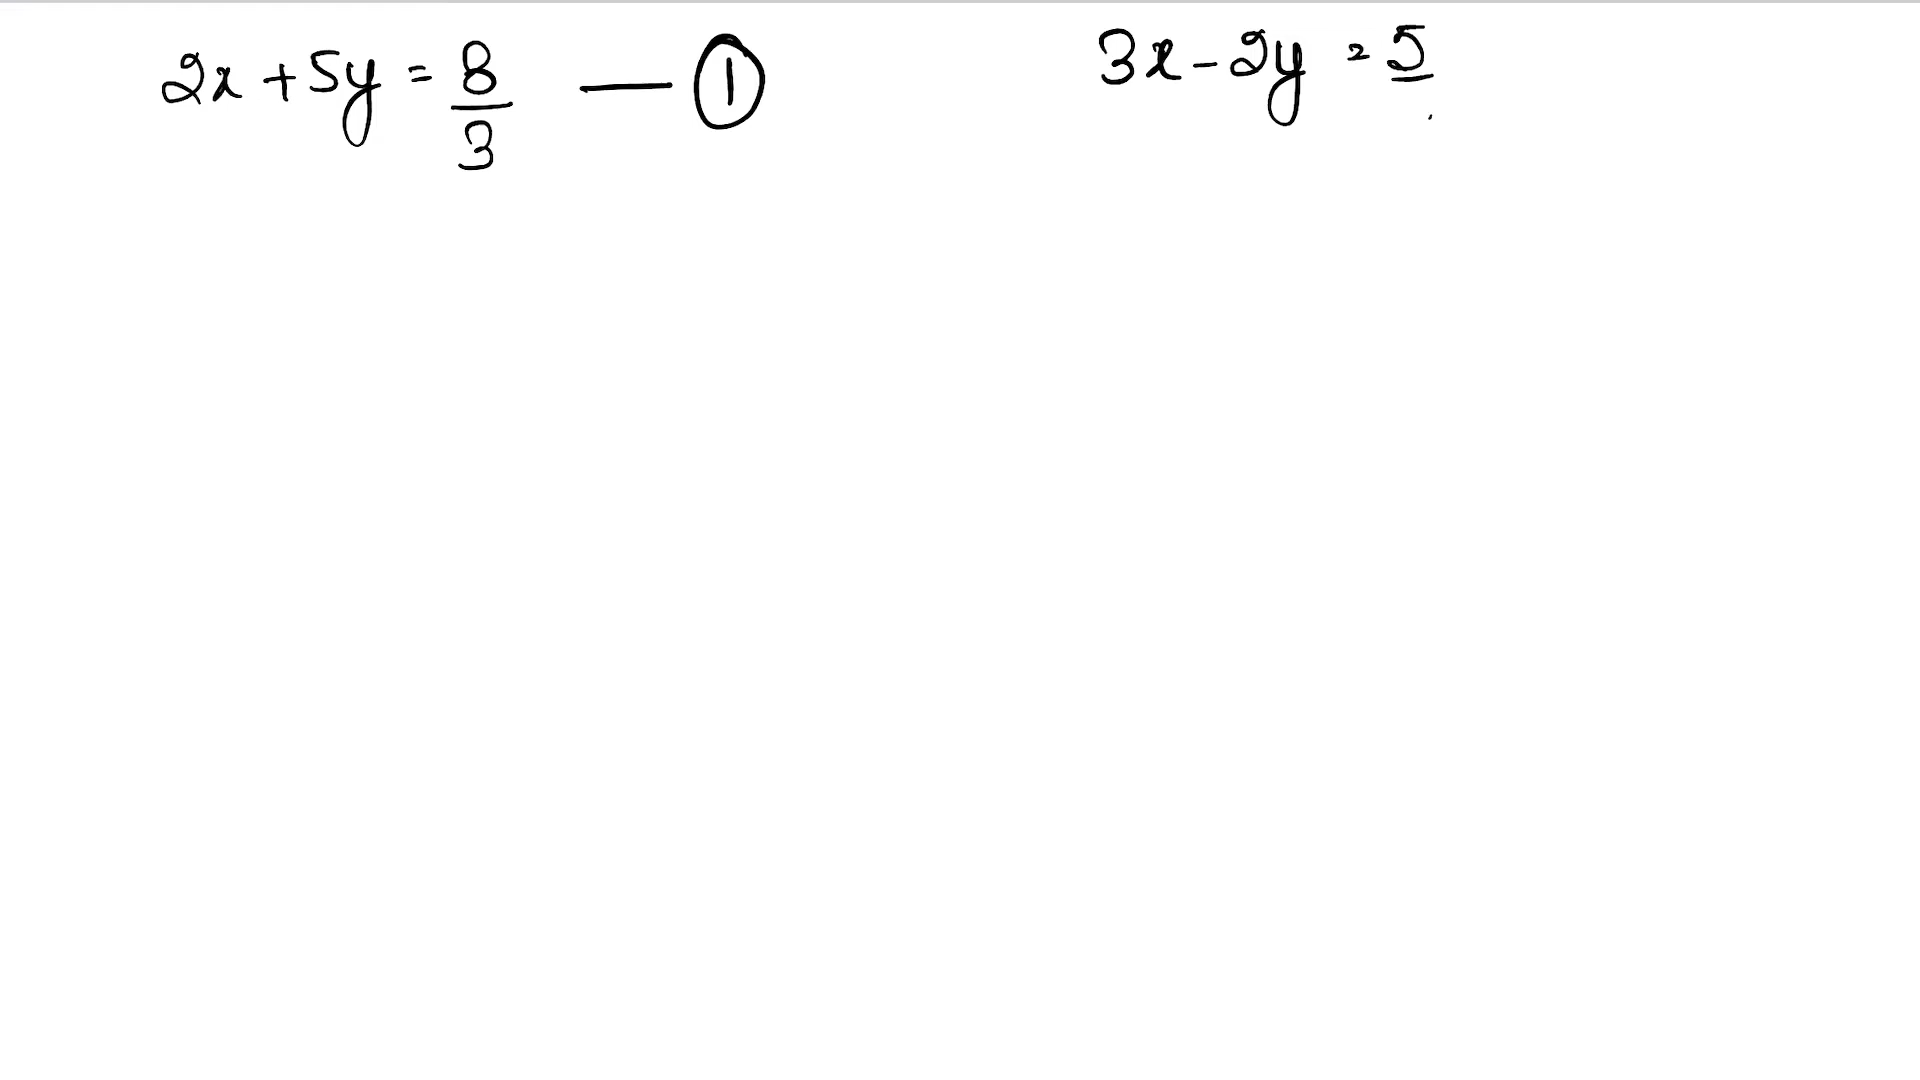 2x + 5y = 8/3 — ①
3x - 2y = 5